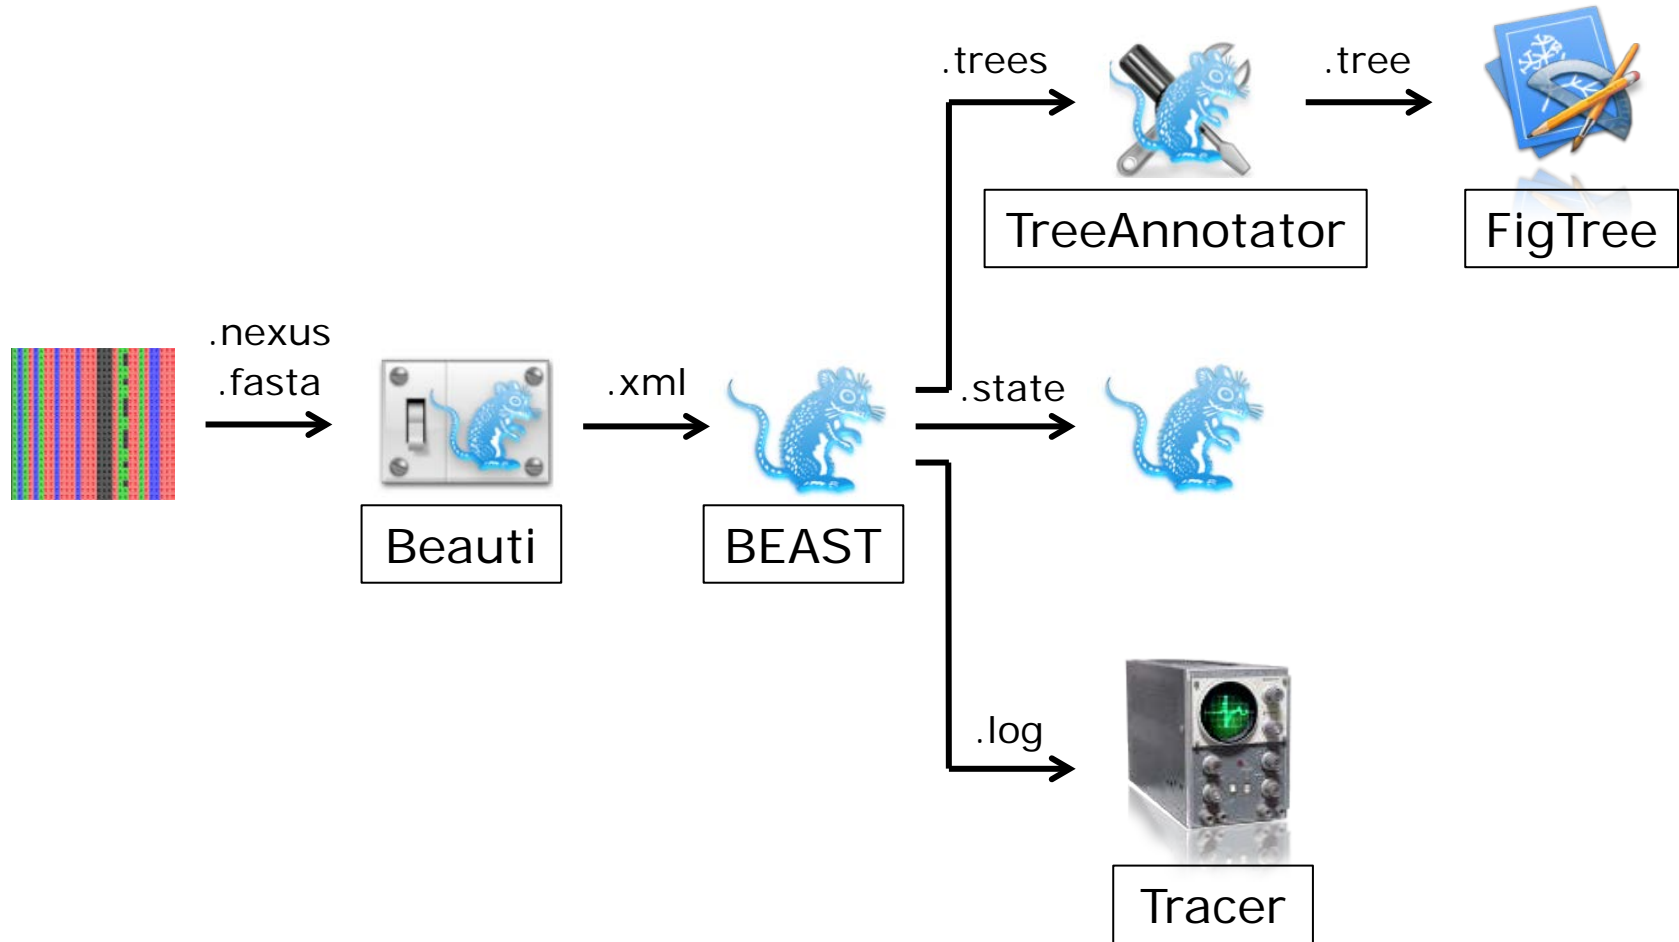 .trees
.tree
TreeAnnotator
FigTree
.nexus
.fasta
.xml
.state
Beauti
BEAST
.log
Tracer